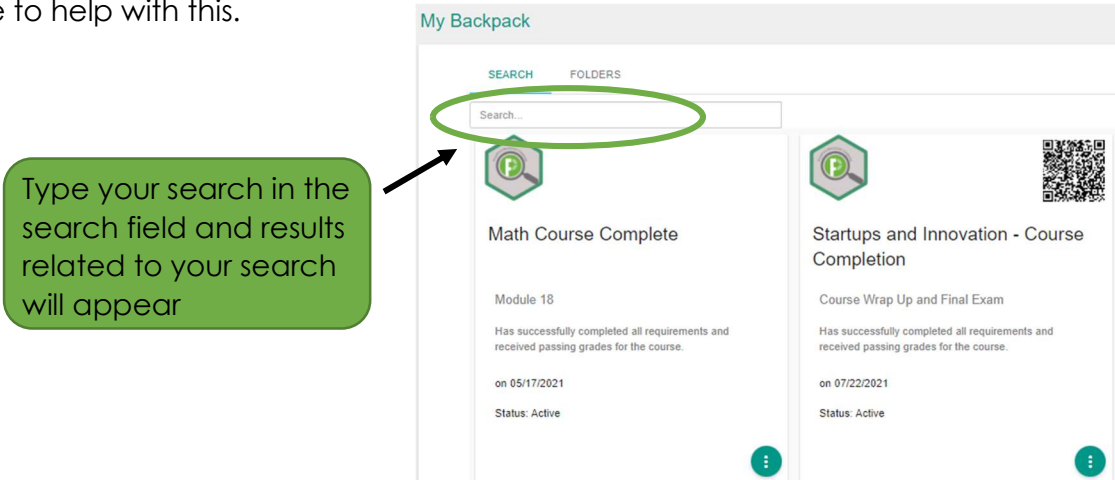 e to help with this.
My Backpack
SEARCH FOLDERS
Search...
Type your search in the
search field and results
related to your search
will appear
Math Course Complete
Module 18
Has successfully completed all requirements and
received passing grades for the course.
on 05/17/2021
Status: Active
Startups and Innovation - Course
Completion
Course Wrap Up and Final Exam
Has successfully completed all requirements and
received passing grades for the course.
on 07/22/2021
Status: Active